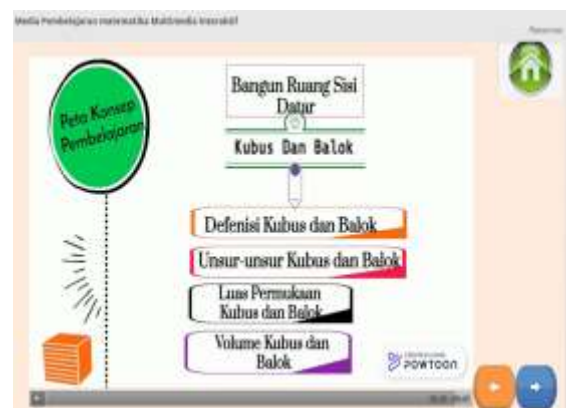 Media Pembelajaran matematika Multimedia Interaktif
Peta Konsep
Pembelajaran
Bangun Ruang Sisi
Datar
Kubus Dan Balok
Defenisi Kubus dan Balok
Unsur-unsur Kubus dan Balok
Luas Permukaan
Kubus dan Balok
Volume Kubus dan
Balok
POWTOON